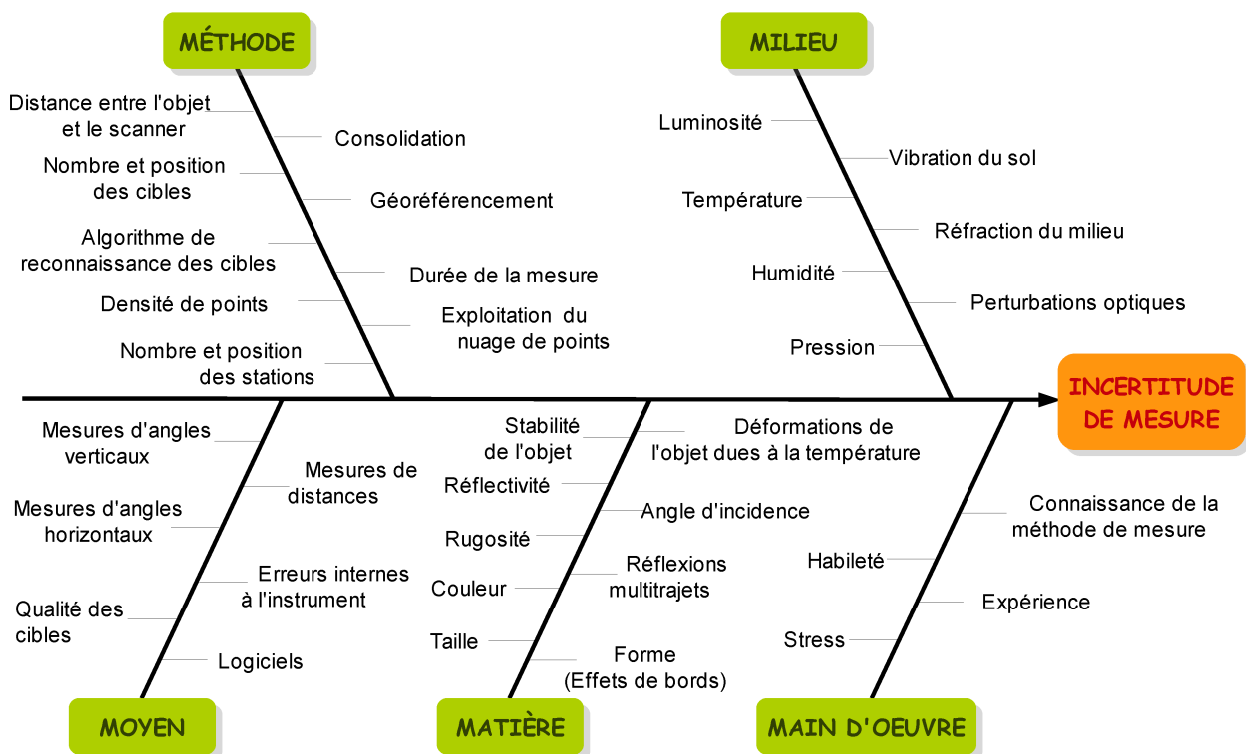 MÉTHODE
MILIEU
Distance entre l'objet
et le scanner
Consolidation
Nombre et position
des cibles
Géoréférencement
Algorithme de
reconnaissance des cibles
Durée de la mesure
Densité de points
Exploitation du
nuage de points
Nombre et position
des stations
Luminosité
Vibration du sol
Température
Réfraction du milieu
Humidité
Perturbations optiques
Pression
INCERTITUDE
DE MESURE
Mesures d'angles
verticaux
Mesures de
distances
Mesures d'angles
horizontaux
Erreurs internes
à l'instrument
Qualité des
cibles
Logiciels
Stabilité
de l'objet
Déformations de
l'objet dues à la température
Réflectivité
Angle d'incidence
Rugosité
Réflexions
multitrajets
Couleur
Taille
Forme
(Effets de bords)
Connaissance de la
méthode de mesure
Habileté
Expérience
Stress
MOYEN
MATIÈRE
MAIN D'OEUVRE